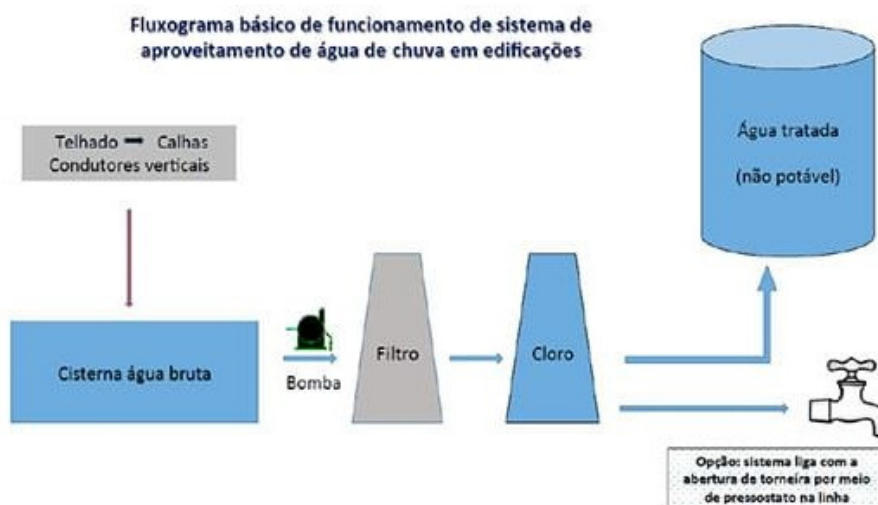 Fluxograma básico de funcionamento de sistema de
aproveitamento de água de chuva em edificações
Telhado ➡ Calhas
Condutores verticais
Água tratada
(não potável)
Cisterna água bruta
Bomba
Filtro
Cloro
Opção: sistema liga com a
abertura de torneira por meio
de pressostato na linha